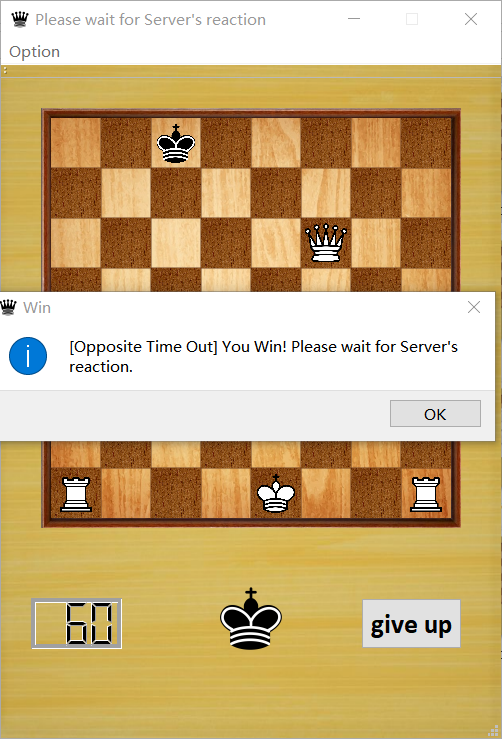 Please wait for Server's reaction
Option
Win
[Opposite Time Out] You Win! Please wait for Server's
reaction.
OK
60
give up